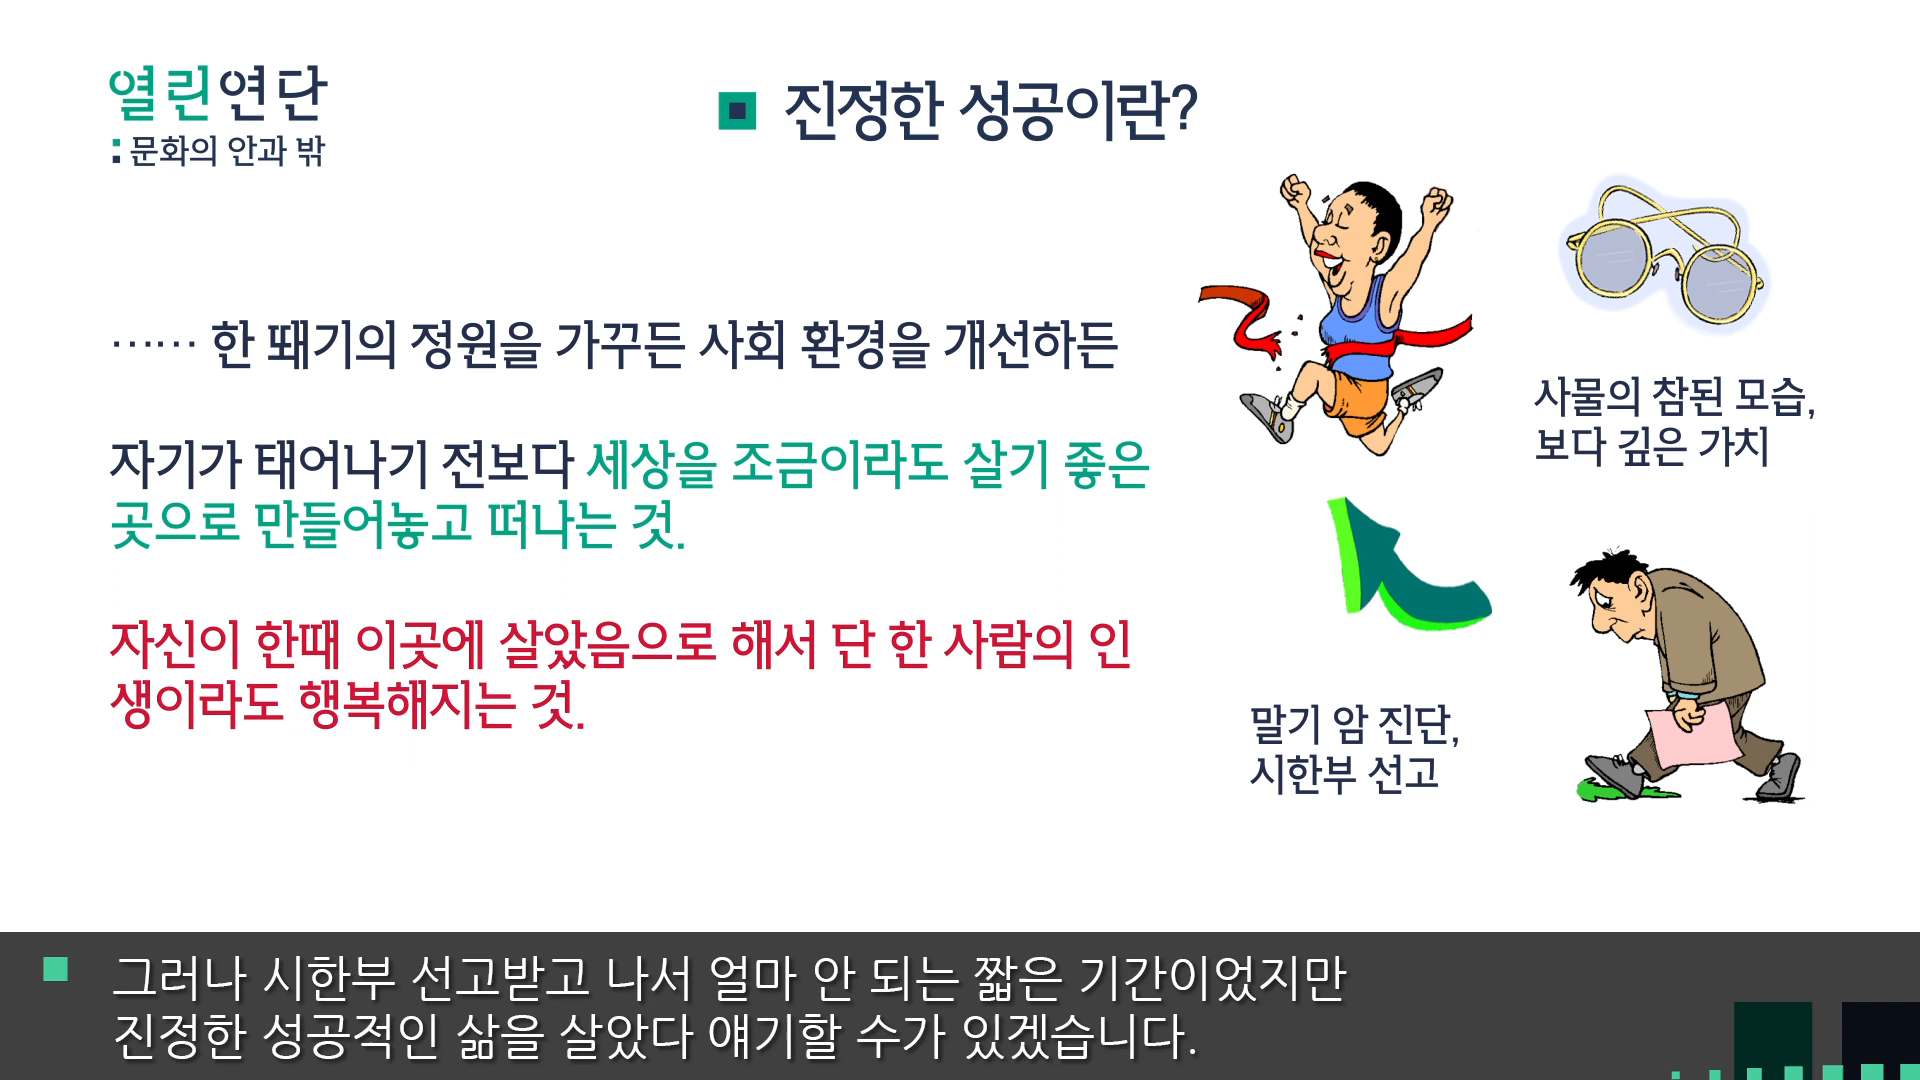 열린연단
:문화의 안과 밖
진정한 성공이란?
…… 한 뙈기의 정원을 가꾸든 사회 환경을 개선하든
자기가 태어나기 전보다 세상을 조금이라도 살기 좋은
곳으로 만들어놓고 떠나는 것.
자신이 한때 이곳에 살았음으로 해서 단 한 사람의 인
생이라도 행복해지는 것.
사물의 참된 모습,
보다 깊은 가치
말기 암 진단,
시한부 선고
그러나 시한부 선고받고 나서 얼마 안 되는 짧은 기간이었지만
진정한 성공적인 삶을 살았다 얘기할 수가 있겠습니다.